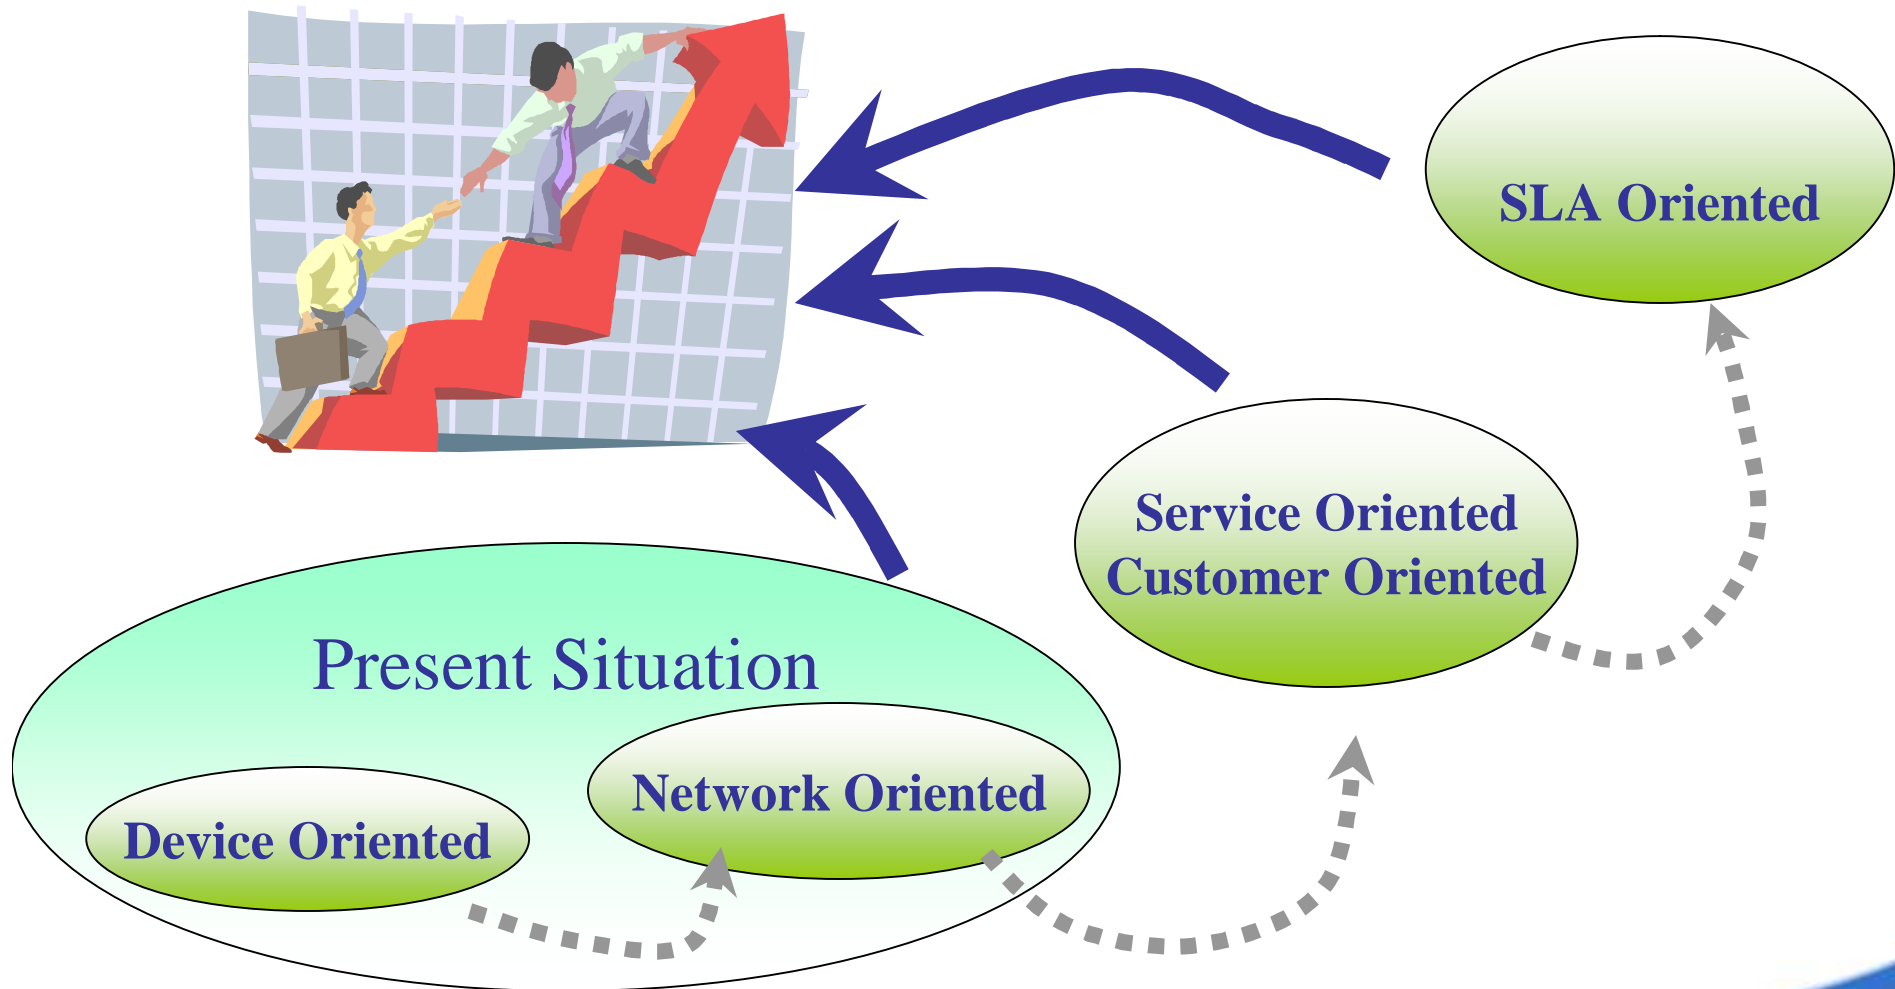 SLA Oriented
Service Oriented
Customer Oriented
Present Situation
Network Oriented
Device Oriented